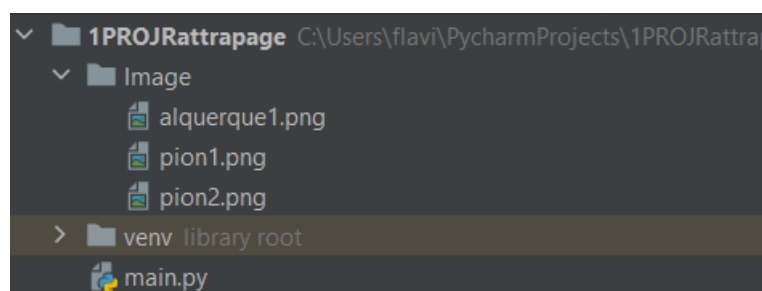 1PROJRattrapage C:\Users\flavi\PycharmProjects\1PROJRattra
Image
alquerque1.png
pion1.png
pion2.png
venv library root
main.py